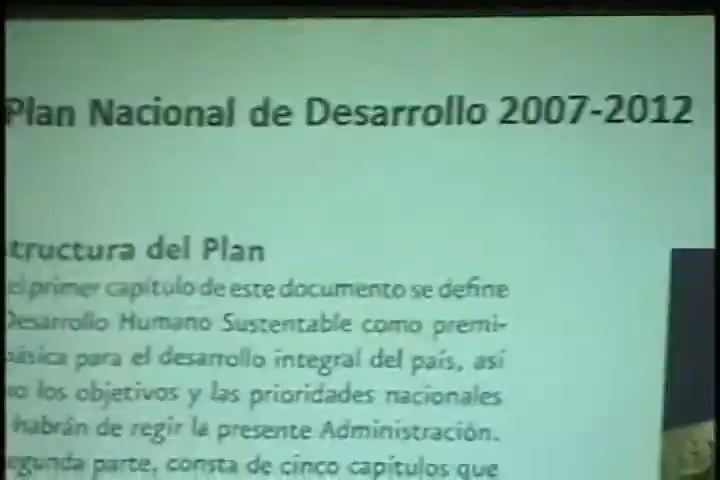 Plan Nacional de Desarrollo 2007-2012
tructura del Plan
el primer capítulo de este documento se define
Desarrollo Humano Sustentable como premi-
básica para el desarrollo integral del país, así
o los objetivos y las prioridades nacionales
habrán de regir la presente Administración.
egunda parte, consta de cinco capítulos que